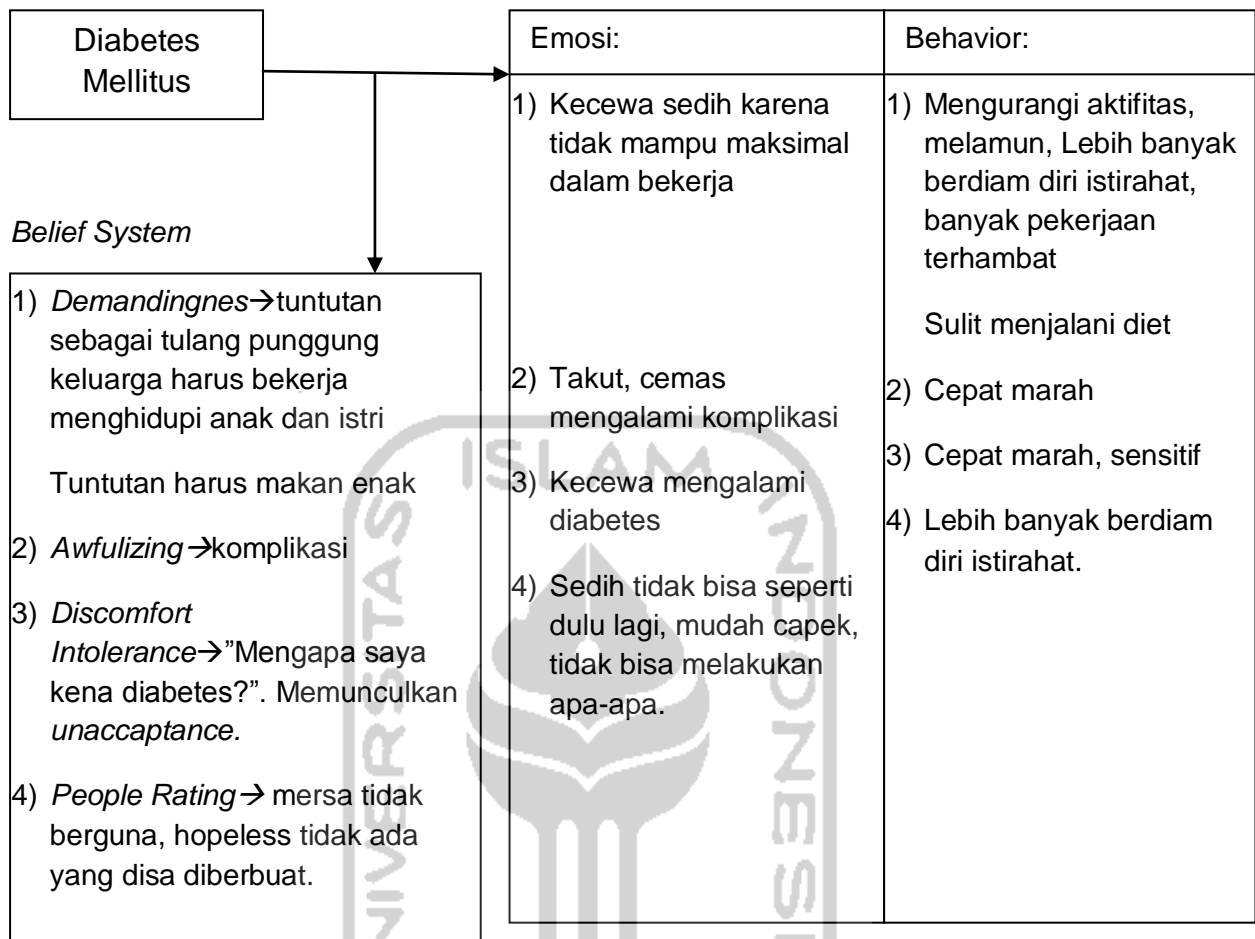 Diabetes
Mellitus
Belief System
1) Demandingnes→tuntutan
sebagai tulang punggung
keluarga harus bekerja
menghidupi anak dan istri
Tuntutan harus makan enak
2) Awfulizing→komplikasi
3) Discomfort
Intolerance→”Mengapa saya
kena diabetes?”. Memunculkan
unaccaptance.
4) People Rating→ mersa tidak
berguna, hopeless tidak ada
yang disa diberbuat.
Emosi:
1) Kecewa sedih karena
tidak mampu maksimal
dalam bekerja
2) Takut, cemas
mengalami komplikasi
3) Kecewa mengalami
diabetes
4) Sedih tidak bisa seperti
dulu lagi, mudah capek,
tidak bisa melakukan
apa-apa.
Behavior:
1) Mengurangi aktifitas,
melamun, Lebih banyak
berdiam diri istirahat,
banyak pekerjaan
terhambat
Sulit menjalani diet
2) Cepat marah
3) Cepat marah, sensitif
4) Lebih banyak berdiam
diri istirahat.
ISLAM